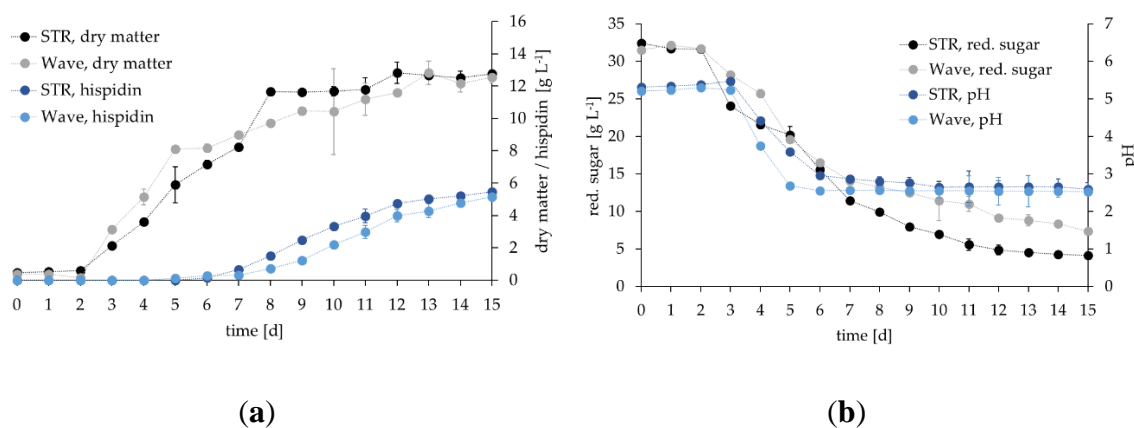 STR, dry matter
Wave, dry matter
STR, hispidin
Wave, hispidin
16
14
12
10
8
6
4
2
0
dry matter / hispidin [g L-1]
0 1 2 3 4 5 6 7 8 9 10 11 12 13 14 15
time [d]
(a)
35
30
25
20
15
10
5
0
red. sugar [g L-1]
STR, red. sugar
Wave, red. sugar
STR, pH
Wave, pH
7
6
5
4
3
2
1
0
pH
0 1 2 3 4 5 6 7 8 9 10 11 12 13 14 15
time [d]
(b)